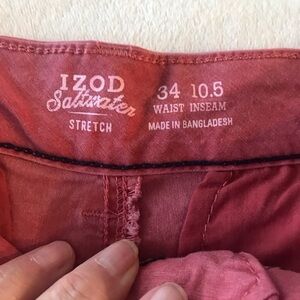 IZOD
Saltwater
STRETCH
34 10.5
WAIST INSEAM
MADE IN BANGLADESH